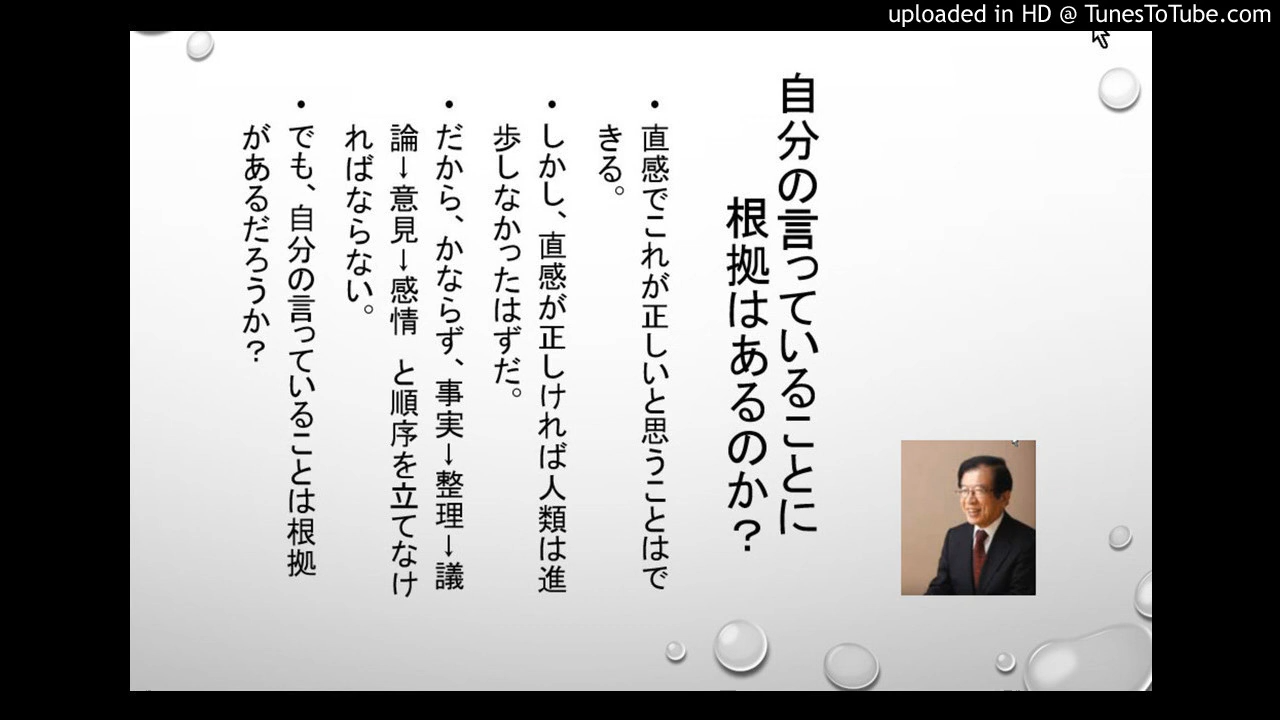 uploaded in HD @ TunesToTube.com
自分の言っていることに
根拠はあるのか？
• 直感でこれが正しいと思うことはで
きる。
• しかし、直感が正しければ人類は進
歩しなかったはずだ。
• だから、かならず、事実→整理→議
論→意見→感情 と順序を立てなけ
ればならない。
• でも、自分の言っていることは根拠
があるだろうか？